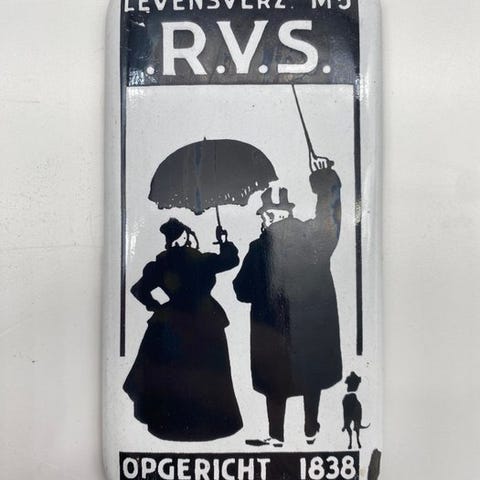 LEVENSVERZ. MIJ
.R.V.S.
OPGERICHT 1838